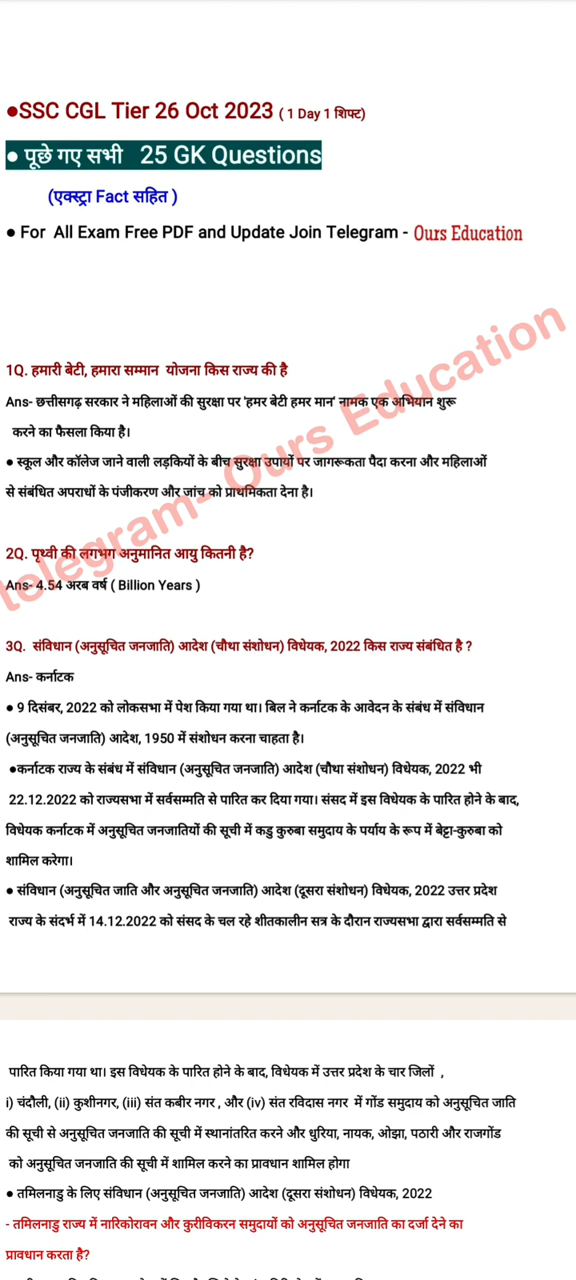 ●SSC CGL Tier 26 Oct 2023 ( 1 Day 1 शिफ्ट)
● पूछे गए सभी 25 GK Questions
(एक्स्ट्रा Fact सहित )
● For All Exam Free PDF and Update Join Telegram - Ours Education
1Q. हमारी बेटी, हमारा सम्मान योजना किस राज्य की है
Ans- छत्तीसगढ़ सरकार ने महिलाओं की सुरक्षा पर 'हमर बेटी हमर मान' नामक एक अभियान शुरू
करने का फैसला किया है।
● स्कूल और कॉलेज जाने वाली लड़कियों के बीच सुरक्षा उपायों पर जागरूकता पैदा करना और महिलाओं
से संबंधित अपराधों के पंजीकरण और जांच को प्राथमिकता देना है।
telegram- Ours Education
2Q. पृथ्वी की लगभग अनुमानित आयु कितनी है?
Ans- 4.54 अरब वर्ष ( Billion Years )
3Q. संविधान (अनुसूचित जनजाति) आदेश (चौथा संशोधन) विधेयक, 2022 किस राज्य संबंधित है ?
Ans- कर्नाटक
● 9 दिसंबर, 2022 को लोकसभा में पेश किया गया था। बिल ने कर्नाटक के आवेदन के संबंध में संविधान
(अनुसूचित जनजाति) आदेश, 1950 में संशोधन करना चाहता है।
●कर्नाटक राज्य के संबंध में संविधान (अनुसूचित जनजाति) आदेश (चौथा संशोधन) विधेयक, 2022 भी
22.12.2022 को राज्यसभा में सर्वसम्मति से पारित कर दिया गया। संसद में इस विधेयक के पारित होने के बाद,
विधेयक कर्नाटक में अनुसूचित जनजातियों की सूची में कडु कुरुबा समुदाय के पर्याय के रूप में बेट्टा-कुरुबा को
शामिल करेगा।
● संविधान (अनुसूचित जाति और अनुसूचित जनजाति) आदेश (दूसरा संशोधन) विधेयक, 2022 उत्तर प्रदेश
राज्य के संदर्भ में 14.12.2022 को संसद के चल रहे शीतकालीन सत्र के दौरान राज्यसभा द्वारा सर्वसम्मति से
पारित किया गया था। इस विधेयक के पारित होने के बाद, विधेयक में उत्तर प्रदेश के चार जिलों ,
i) चंदौली, (ii) कुशीनगर, (iii) संत कबीर नगर , और (iv) संत रविदास नगर में गोंड समुदाय को अनुसूचित जाति
की सूची से अनुसूचित जनजाति की सूची में स्थानांतरित करने और धुरिया, नायक, ओझा, पठारी और राजगोंड
को अनुसूचित जनजाति की सूची में शामिल करने का प्रावधान शामिल होगा
● तमिलनाडु के लिए संविधान (अनुसूचित जनजाति) आदेश (दूसरा संशोधन) विधेयक, 2022
- तमिलनाडु राज्य में नारिकोरावन और कुरीविकरन समुदायों को अनुसूचित जनजाति का दर्जा देने का
प्रावधान करता है?